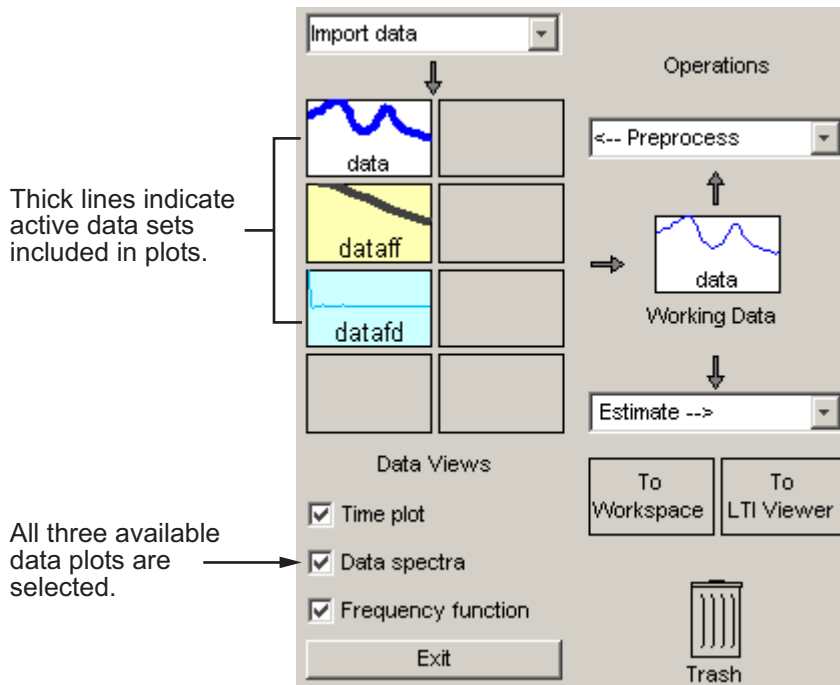 Import data
Operations
data
<-- Preprocess
Thick lines indicate
active data sets
included in plots.
dataff
data
Working Data
datafd
Estimate -->
Data Views
To
Workspace
To
LTI Viewer
Time plot
All three available
data plots are
selected.
Data spectra
Frequency function
Exit
Trash